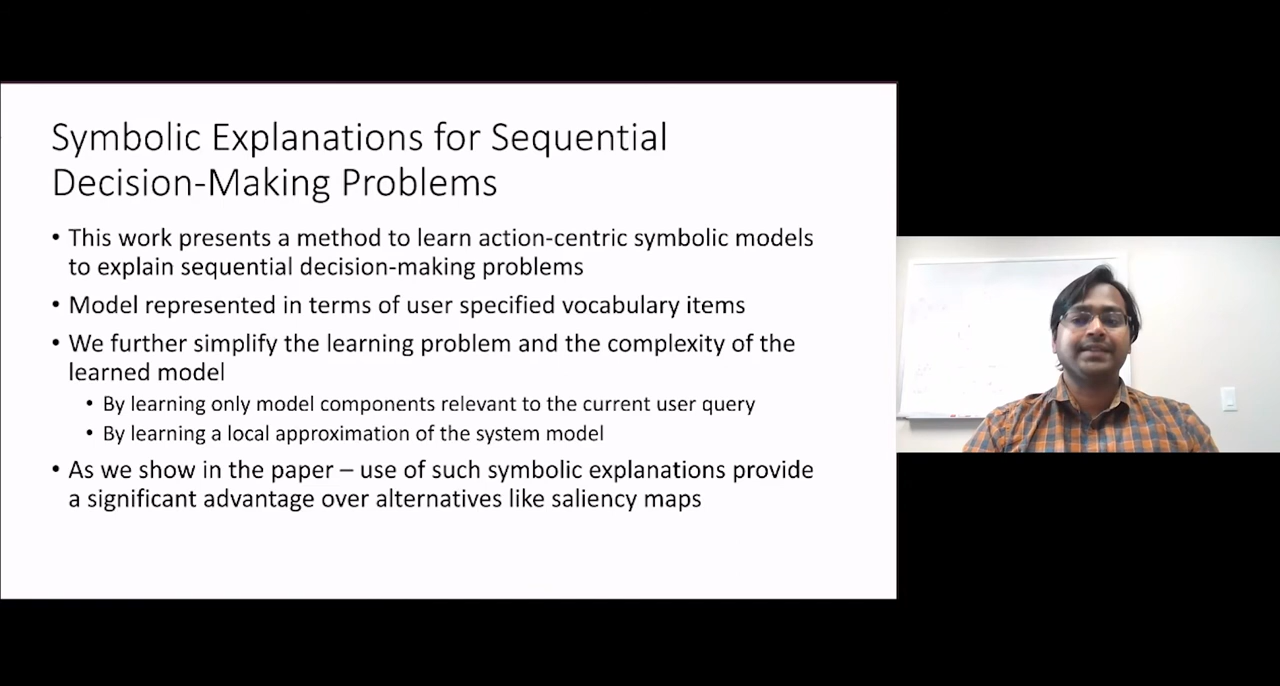 Symbolic Explanations for Sequential
Decision-Making Problems
• This work presents a method to learn action-centric symbolic models
to explain sequential decision-making problems
• Model represented in terms of user specified vocabulary items
• We further simplify the learning problem and the complexity of the
learned model
• By learning only model components relevant to the current user query
• By learning a local approximation of the system model
• As we show in the paper – use of such symbolic explanations provide
a significant advantage over alternatives like saliency maps